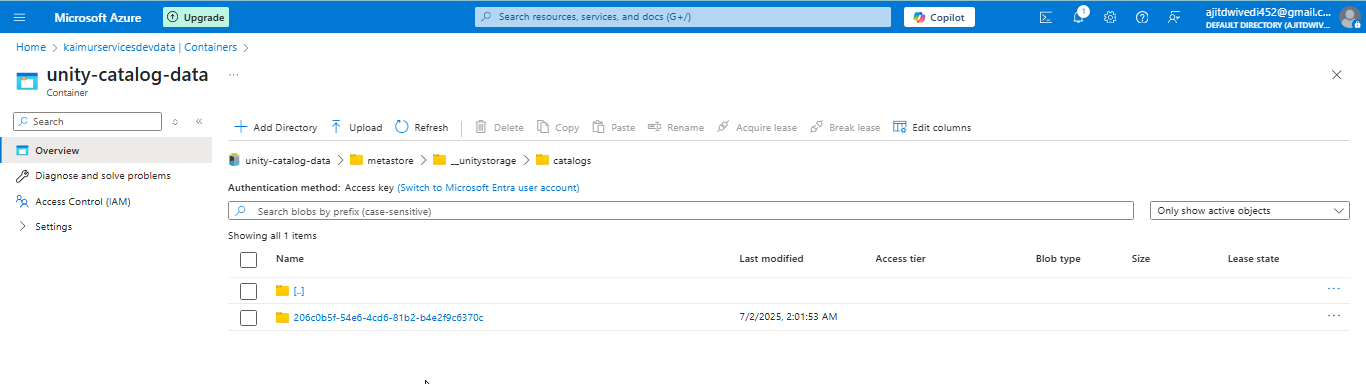 Microsoft Azure
Upgrade
Search resources, services, and docs (G+/)
Copilot
1
ajitdwivedi452@gmail.c...
DEFAULT DIRECTORY (AJITDWIV...
Home > kaimurservicesdevdata | Containers >
unity-catalog-data ...
Container
Search
Overview
Diagnose and solve problems
Access Control (IAM)
Settings
Add Directory Upload Refresh Delete Copy Paste Rename Acquire lease Break lease Edit columns
unity-catalog-data > metastore > __unitystorage > catalogs
Authentication method: Access key (Switch to Microsoft Entra user account)
Search blobs by prefix (case-sensitive)
Only show active objects
Showing all 1 items
Name Last modified Access tier Blob type Size Lease state
[..] ...
206c0b5f-54e6-4cd6-81b2-b4e2f9c6370c 7/2/2025, 2:01:53 AM ...